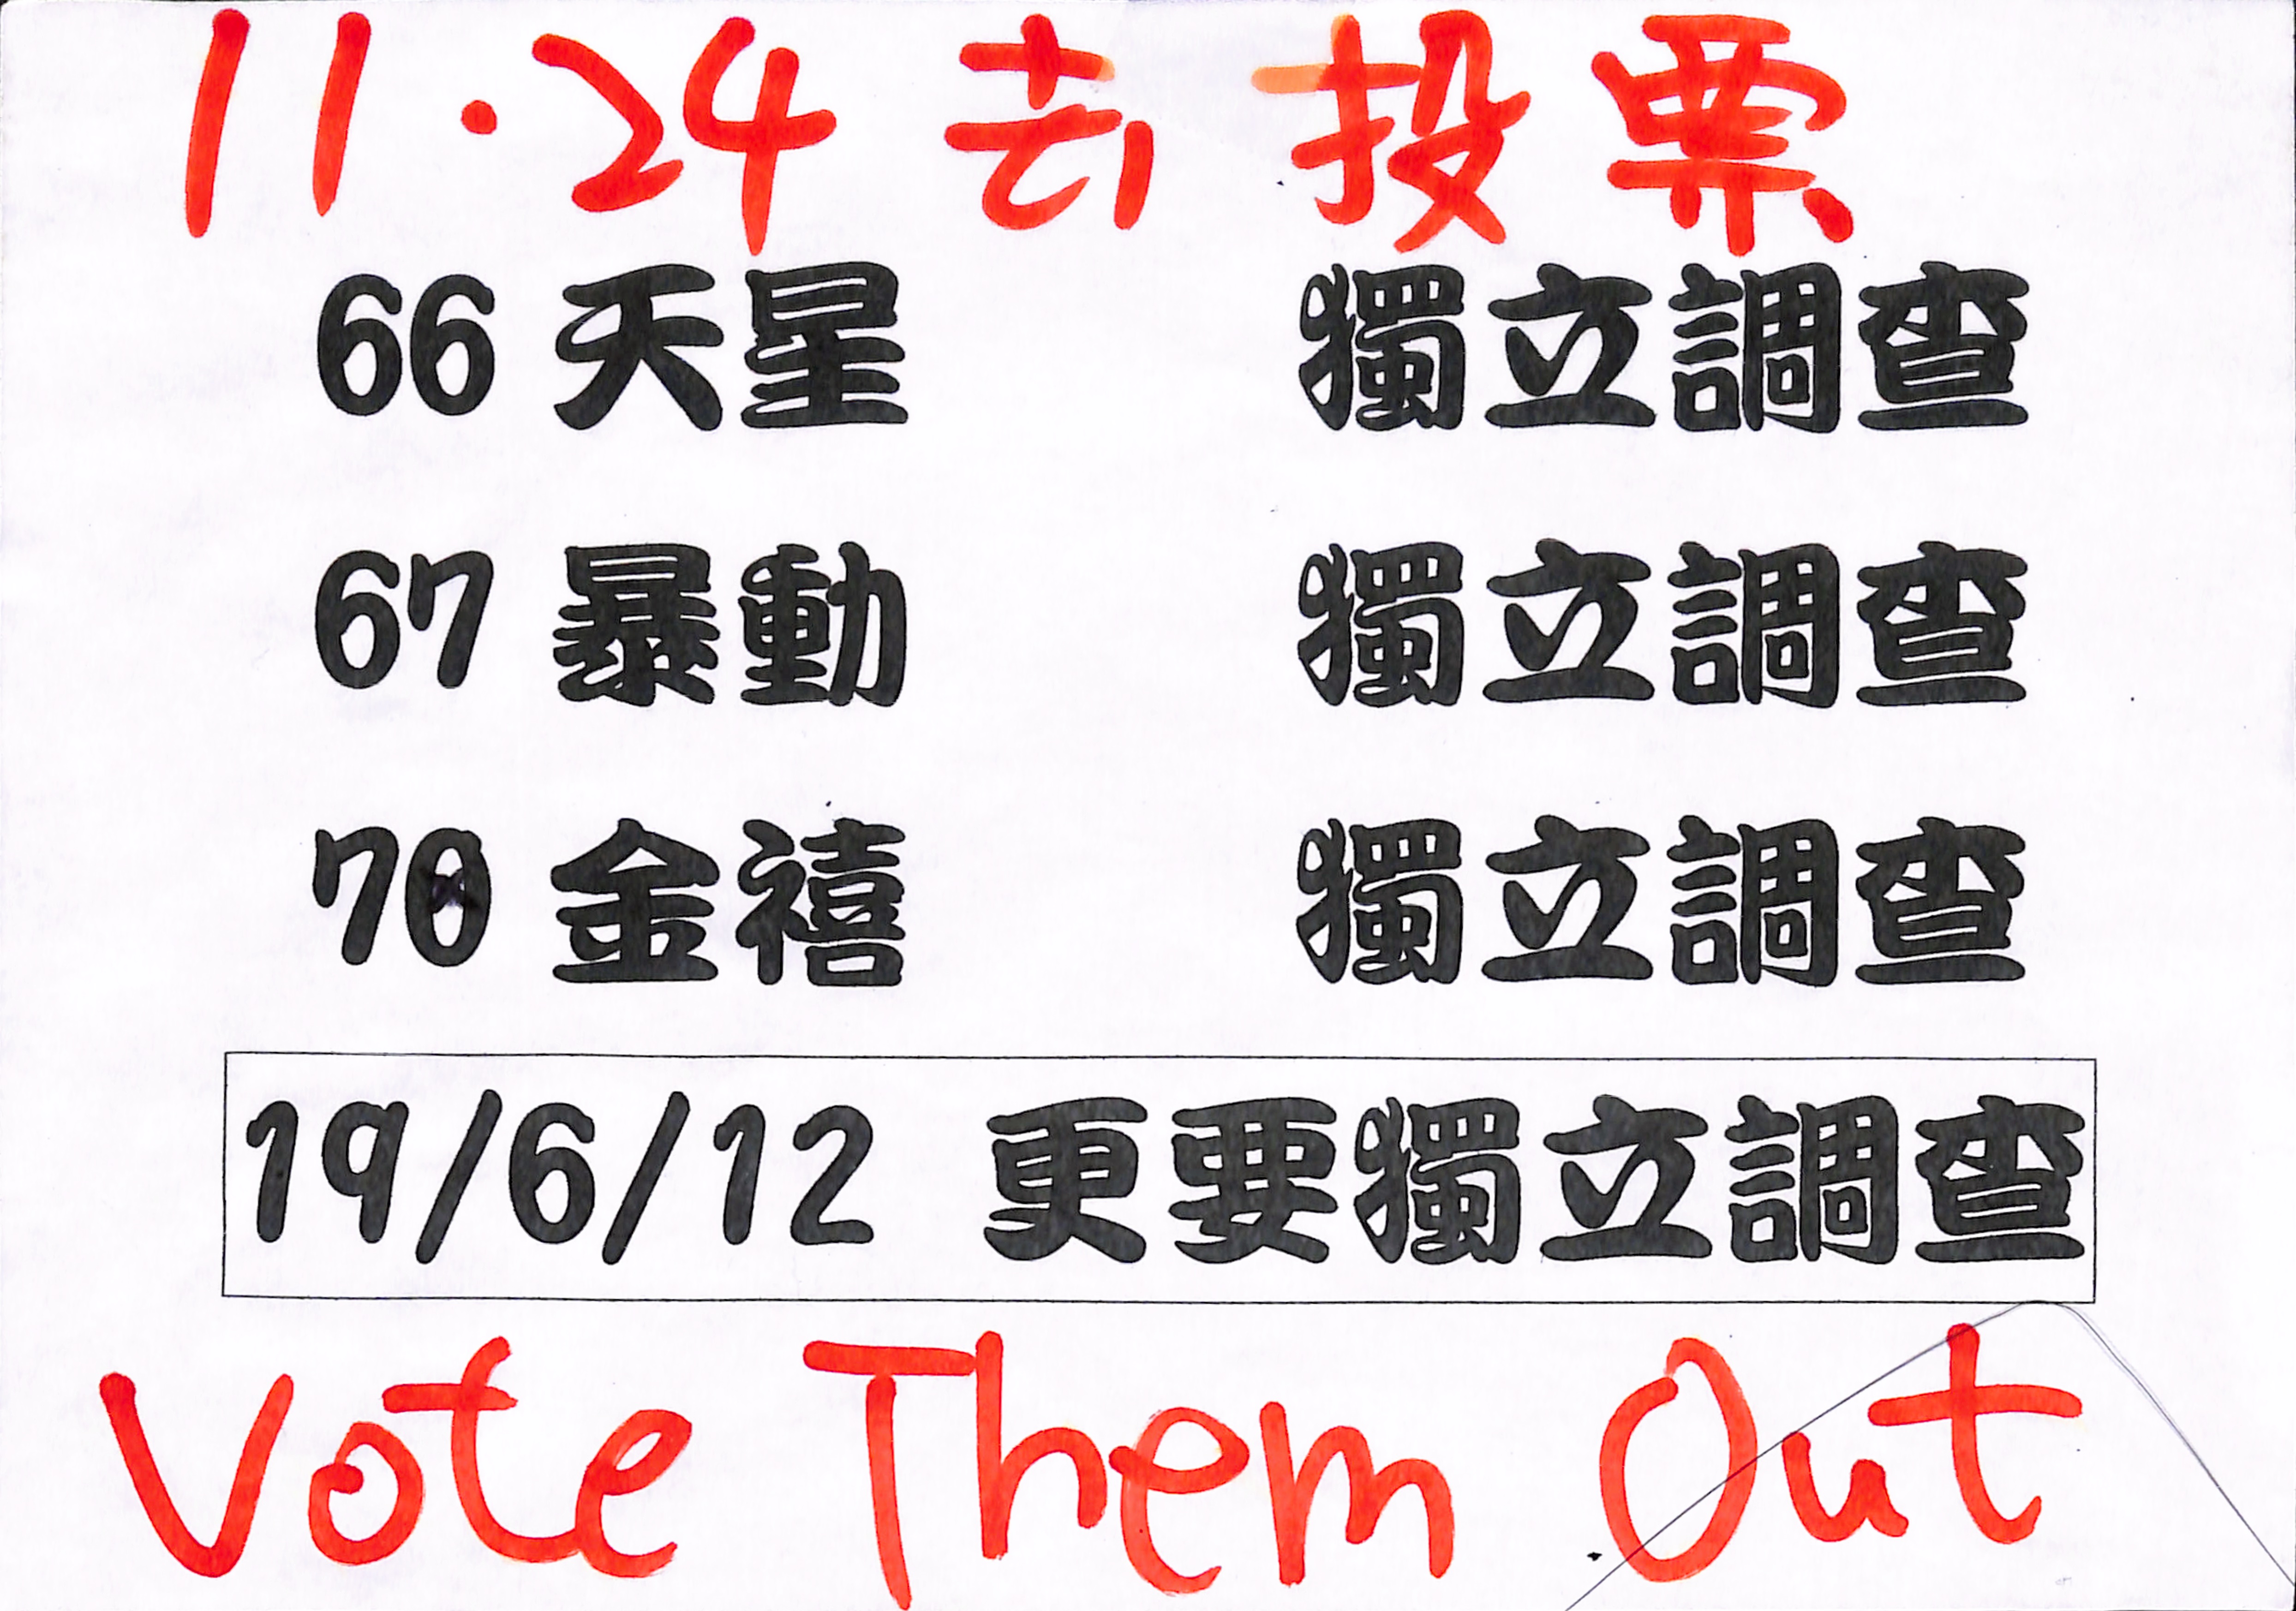 11.24 去 投 票
66 天星 獨立調查
67 暴動 獨立調查
78 金禧 獨立調查
19/6/12 更要獨立調查
Vote Them Out